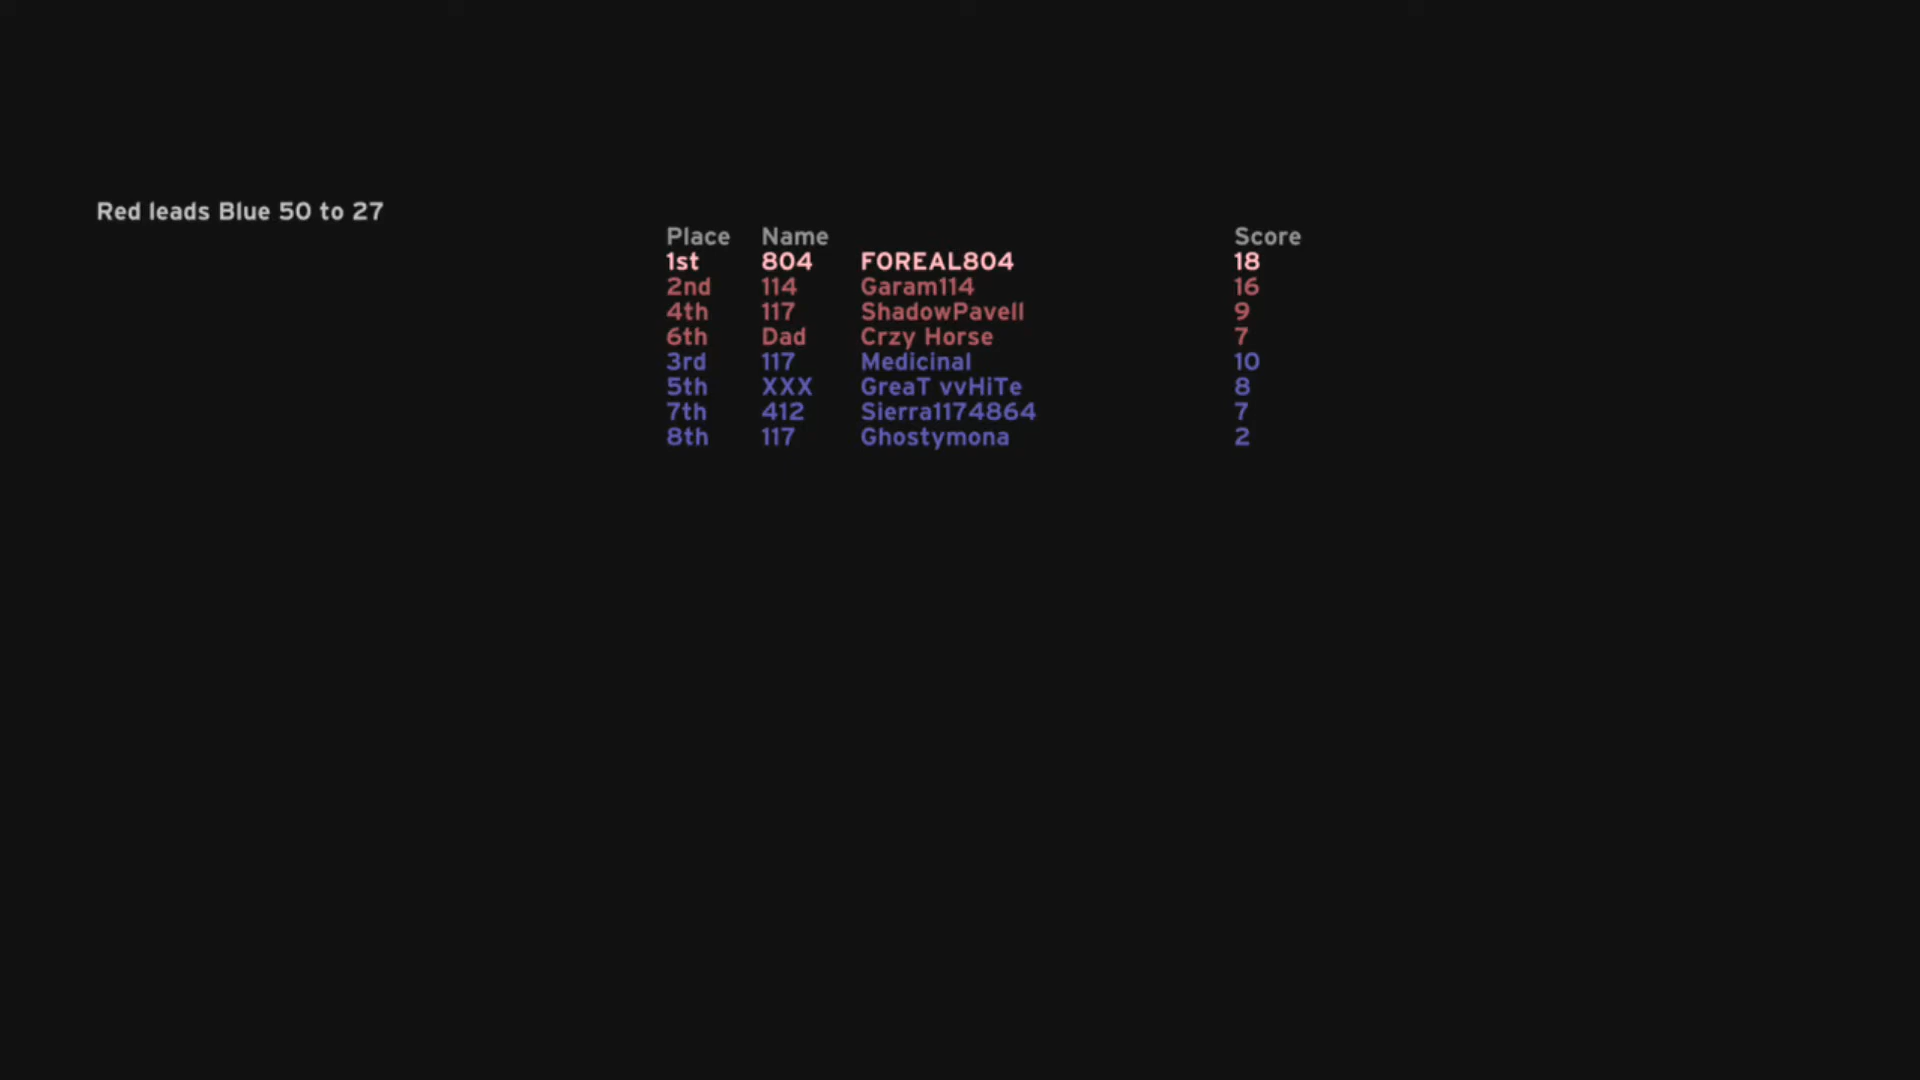 Red leads Blue 50 to 27
Place Name Score
1st 804 FOREAL804 18
2nd 114 Garam114 16
4th 117 ShadowPavell 9
6th Dad Crzy Horse 7
3rd 117 Medicinal 10
5th XXX GreaT vvHiTe 8
7th 412 Sierra1174864 7
8th 117 Ghostymona 2